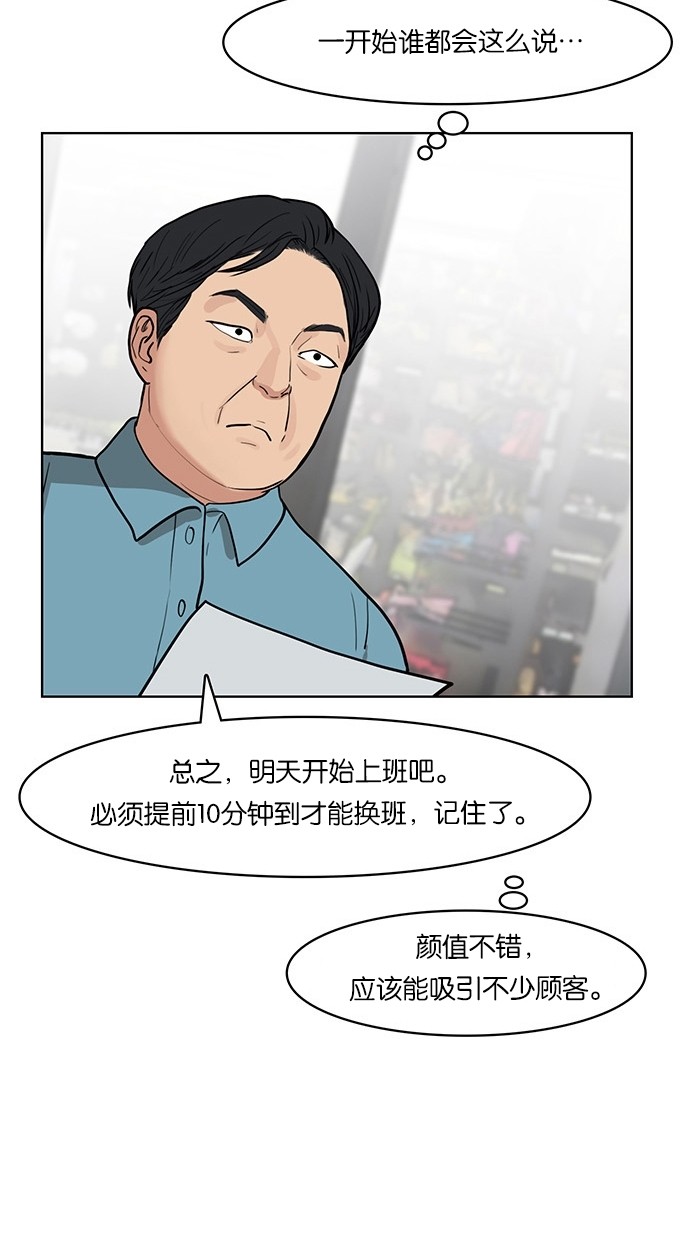 一开始谁都会这么说…
总之，明天开始上班吧。
必须提前10分钟到才能换班，记住了。
颜值不错，
应该能吸引不少顾客。